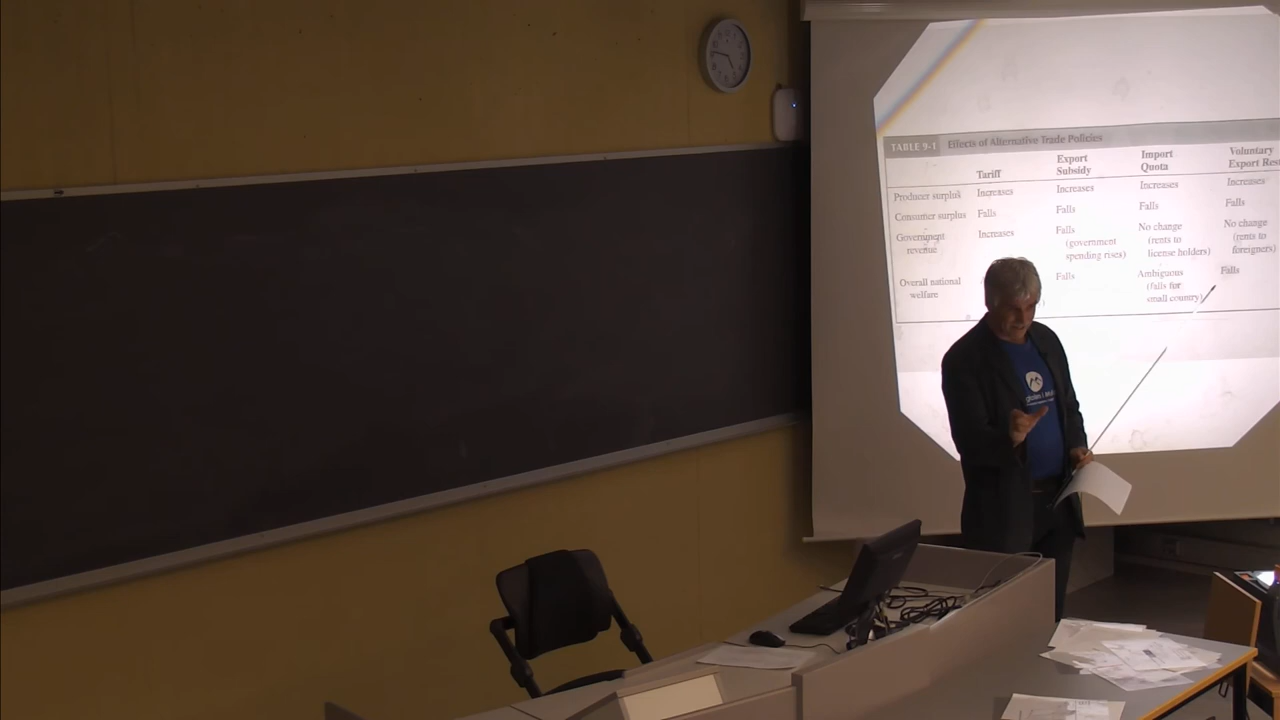 TABLE 9-1 Effects of Alternative Trade Policies
Tariff Export Subsidy Import Quota Voluntary Export Res
Producer surplus Increases Increases Increases Increases
Consumer surplus Falls Falls Falls Falls
Government revenue Increases Falls (government spending rises) No change (rents to license holders) No change (rents to foreigners)
Overall national welfare Falls Ambiguous (falls for small country) Falls